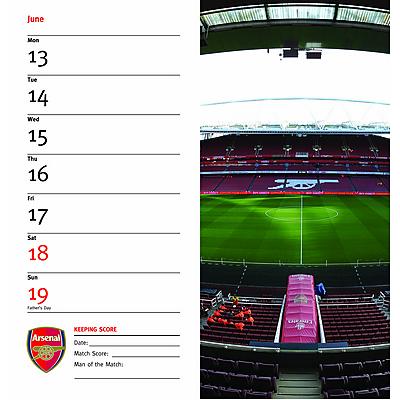 June
Mon
13
Tue
14
Wed
15
Thu
16
Fri
17
Sat
18
Sun
19
Father's Day
Arsenal
KEEPING SCORE
Date:
Match Score:
Man of the Match:
Emirates